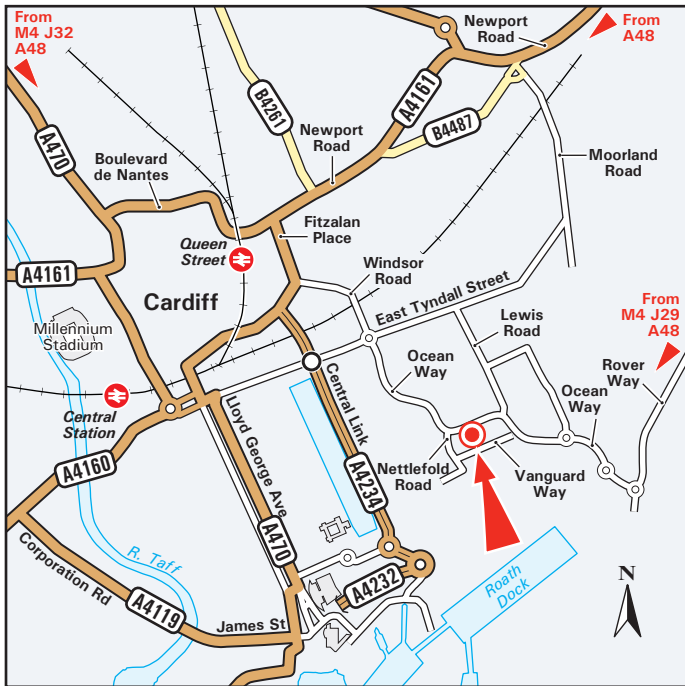 From
M4 J32
A48
Newport
Road
From
A48
A470
B4261
A4161
B4487
Newport
Road
Boulevard
de Nantes
Moorland
Road
Fitzalan
Place
Queen
Street
Windsor
Road
A4161
Cardiff
East Tyndall Street
Lewis
Road
From
M4 J29
A48
Millennium
Stadium
Ocean
Way
Rover
Way
Ocean
Way
Central
Station
Lloyd George Ave
Central Link
A4160
Nettlefold
Road
Vanguard
Way
A4234
A470
R. Taff
Corporation Rd
A4119
A4232
James St
Roath
Dock
N